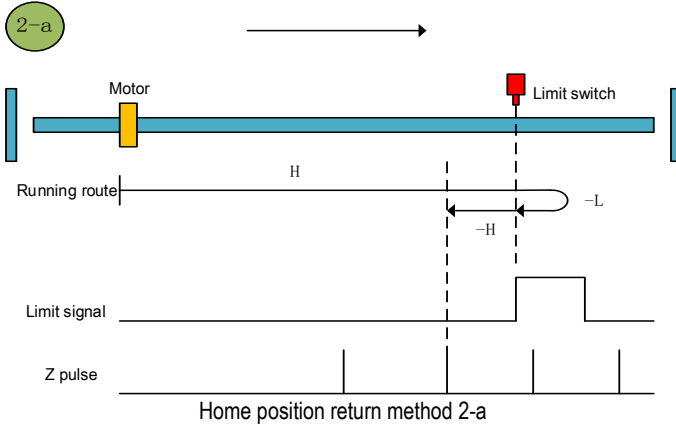 2-a
Motor
Limit switch
H
Running route
-L
-H
Limit signal
Z pulse
Home position return method 2-a